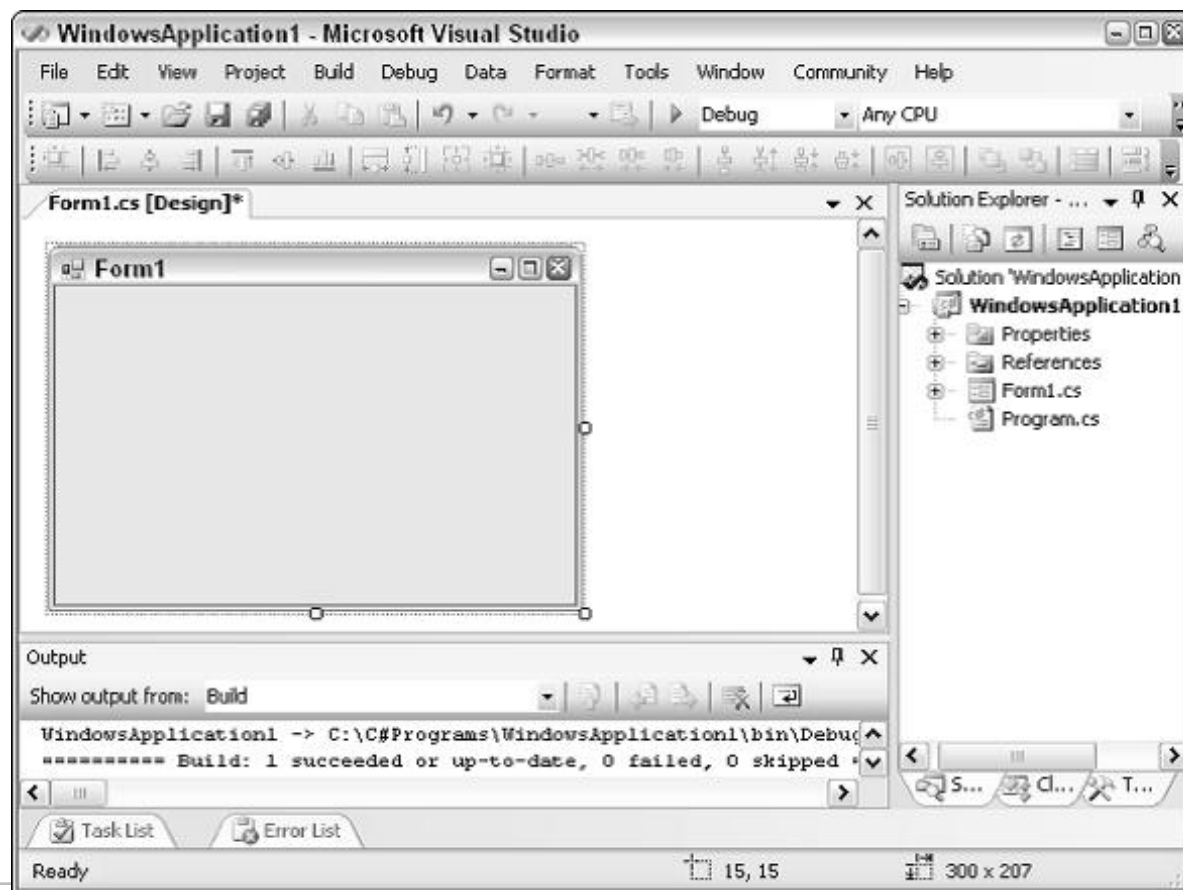 WindowsApplication1 - Microsoft Visual Studio
File Edit View Project Build Debug Data Format Tools Window Community Help
Debug Any CPU
Form1.cs [Design]*
Solution Explorer - ...
Form1
Solution 'WindowsApplication
WindowsApplication1
Properties
References
Form1.cs
Program.cs
Output
Show output from: Build
WindowsApplication1 -> C:\C#Programs\WindowsApplication1\bin\Debug
========== Build: 1 succeeded or up-to-date, 0 failed, 0 skipped =
S... Cl... T...
Task List Error List
Ready 15, 15 300 x 207